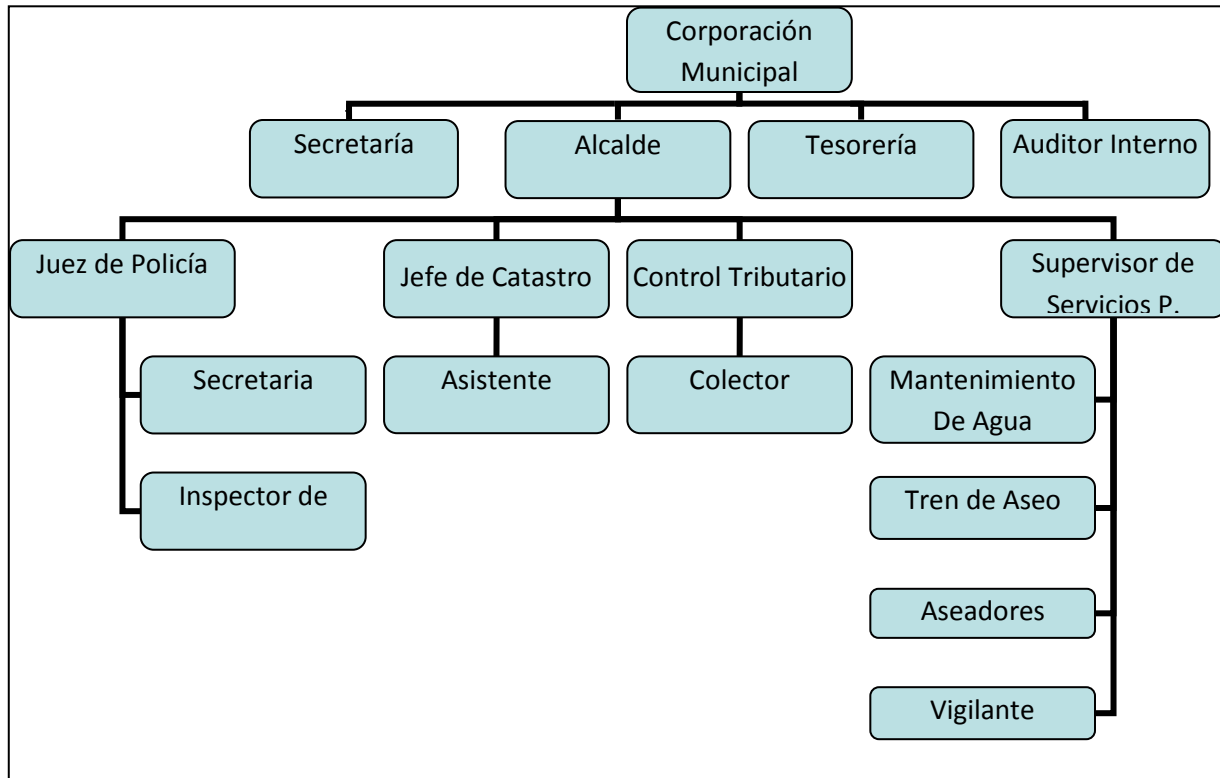 Corporación
Municipal
Secretaría
Alcalde
Tesorería
Auditor Interno
Juez de Policía
Jefe de Catastro
Control Tributario
Supervisor de
Servicios P.
Secretaria
Asistente
Colector
Mantenimiento
De Agua
Inspector de
Tren de Aseo
Aseadores
Vigilante